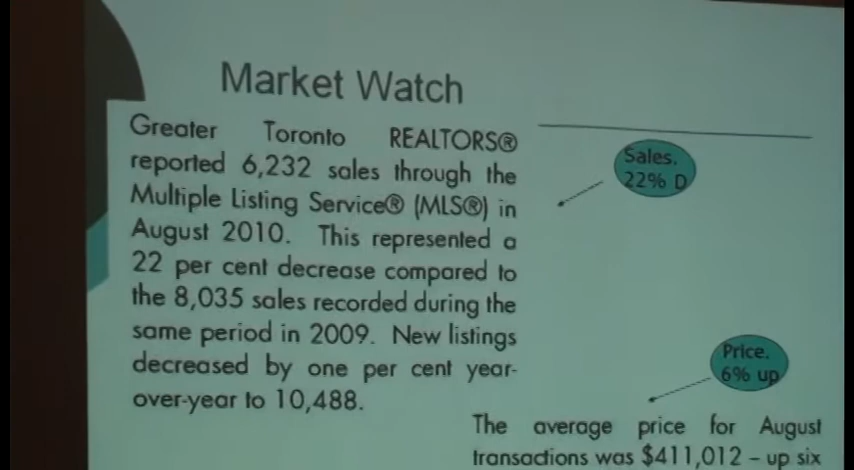 Market Watch
Greater Toronto REALTORS®
reported 6,232 sales through the
Multiple Listing Service® (MLS®) in
August 2010. This represented a
22 per cent decrease compared to
the 8,035 sales recorded during the
same period in 2009. New listings
decreased by one per cent year-
over-year to 10,488.
Sales.
22% D
Price.
6% up
The average price for August
transactions was $411,012 – up six